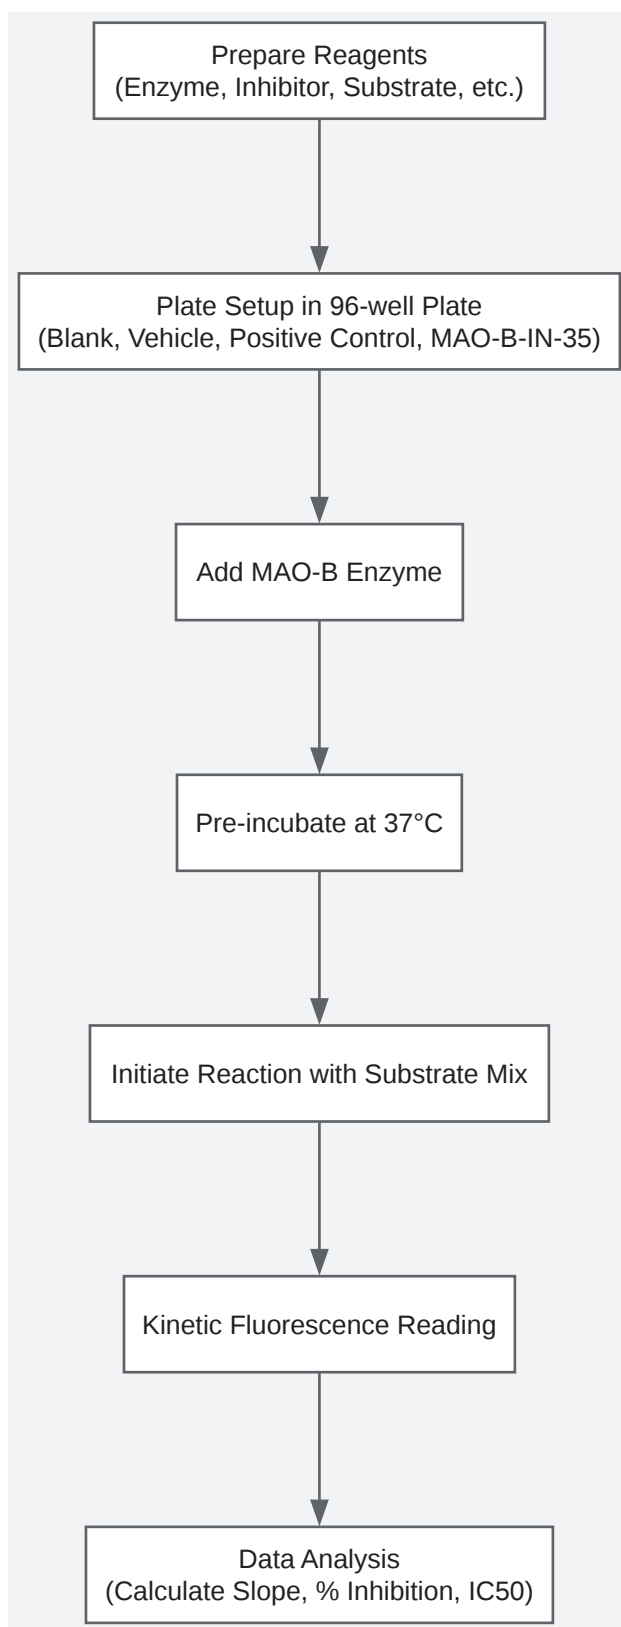 Prepare Reagents
(Enzyme, Inhibitor, Substrate, etc.)
Plate Setup in 96-well Plate
(Blank, Vehicle, Positive Control, MAO-B-IN-35)
Add MAO-B Enzyme
Pre-incubate at 37°C
Initiate Reaction with Substrate Mix
Kinetic Fluorescence Reading
Data Analysis
(Calculate Slope, % Inhibition, IC50)